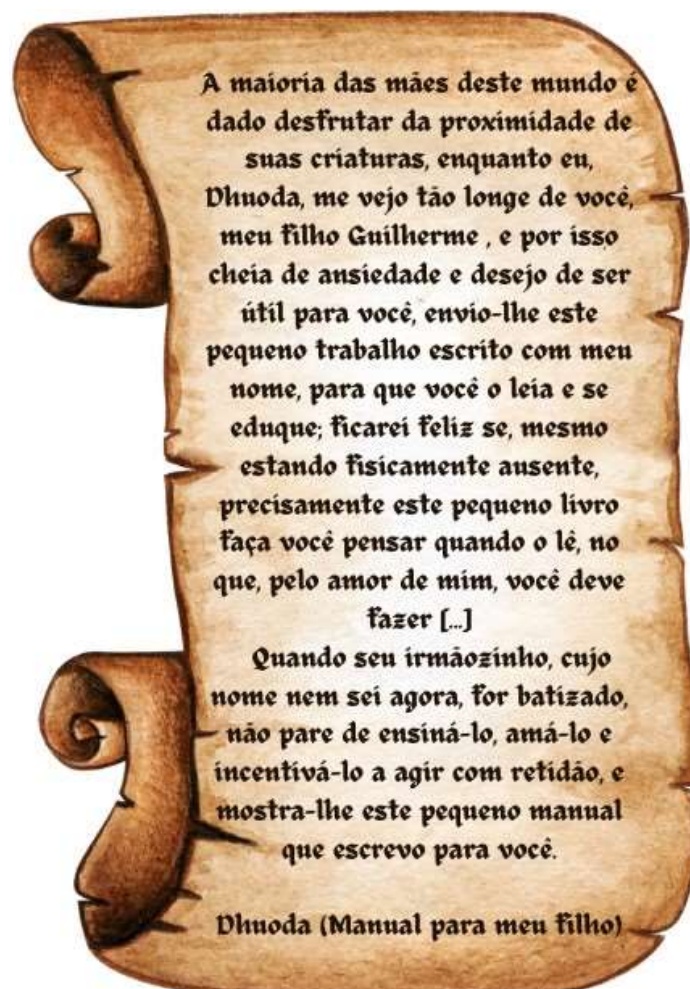 A maioria das mães deste mundo é
dado desfrutar da proximidade de
suas criaturas, enquanto eu,
Dhuoda, me vejo tão longe de você,
meu filho Guilherme , e por isso
cheia de ansiedade e desejo de ser
útil para você, envio-lhe este
pequeno trabalho escrito com meu
nome, para que você o leia e se
eduque; ficarei feliz se, mesmo
estando fisicamente ausente,
precisamente este pequeno livro
faça você pensar quando o lê, no
que, pelo amor de mim, você deve
fazer [...]
Quando seu irmãozinho, cujo
nome nem sei agora, for batizado,
não pare de ensiná-lo, amá-lo e
incentivá-lo a agir com retidão, e
mostra-lhe este pequeno manual
que escrevo para você.
Dhuoda (Manual para meu filho)